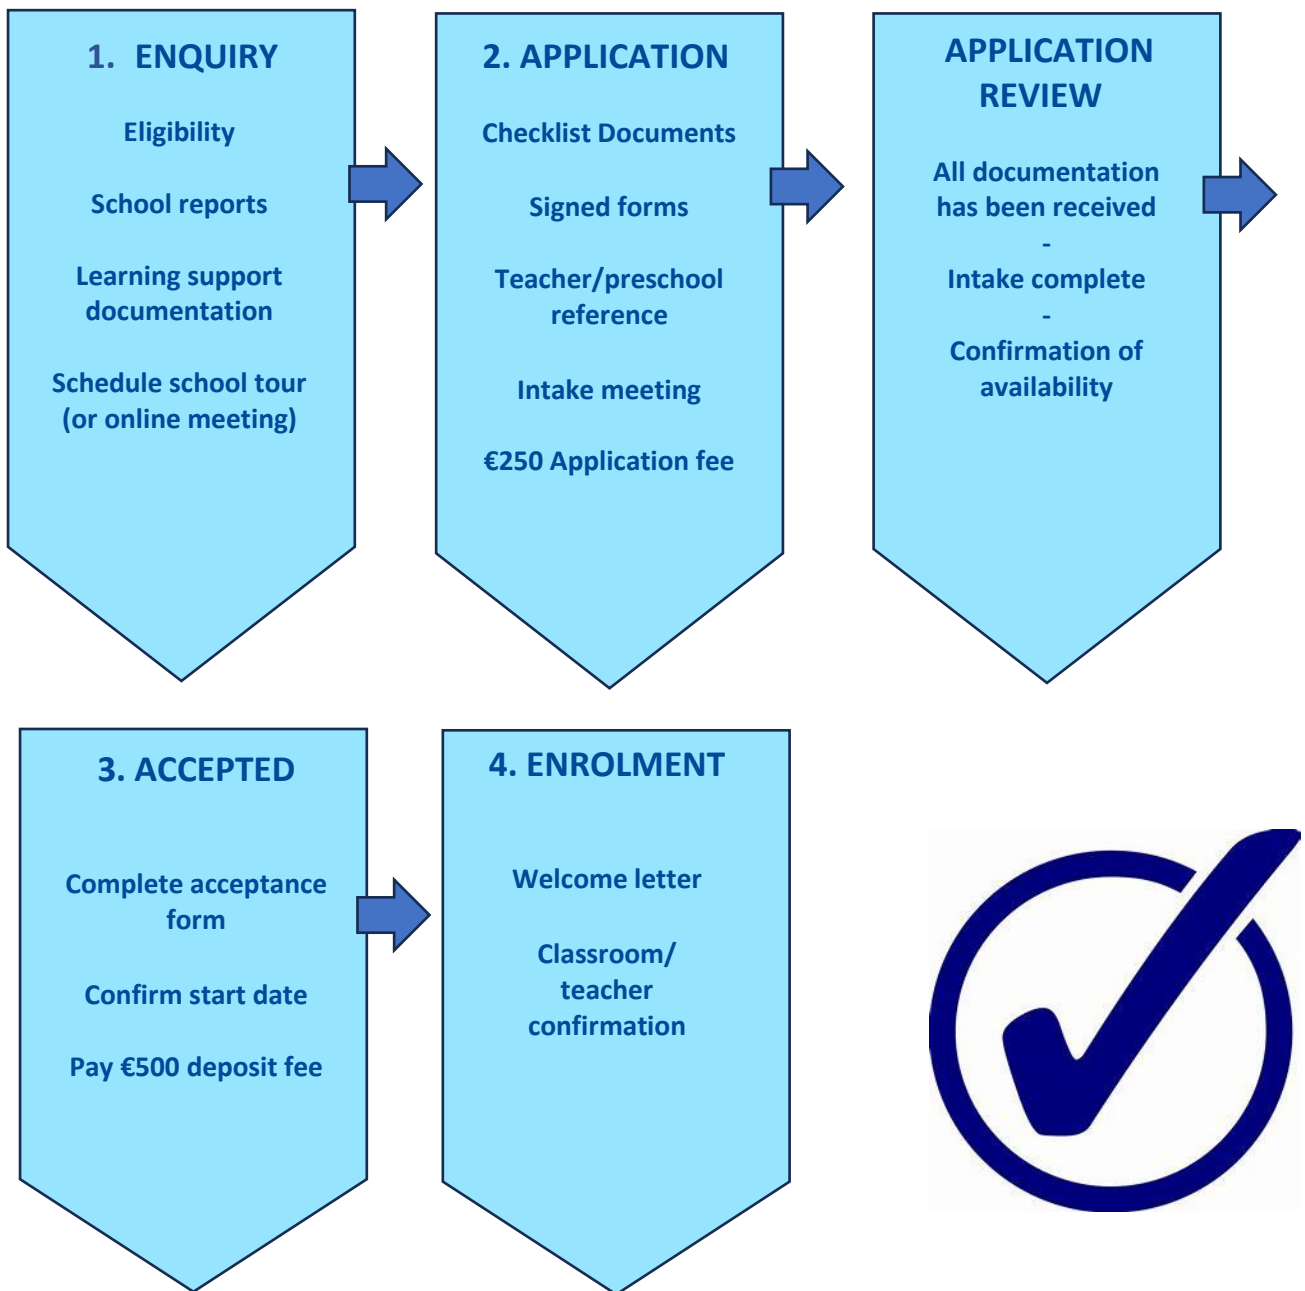 1. ENQUIRY
Eligibility
School reports
Learning support
documentation
Schedule school tour
(or online meeting)
2. APPLICATION
Checklist Documents
Signed forms
Teacher/preschool
reference
Intake meeting
€250 Application fee
APPLICATION
REVIEW
All documentation
has been received
-
Intake complete
-
Confirmation of
availability
3. ACCEPTED
Complete acceptance
form
Confirm start date
Pay €500 deposit fee
4. ENROLMENT
Welcome letter
Classroom/
teacher
confirmation